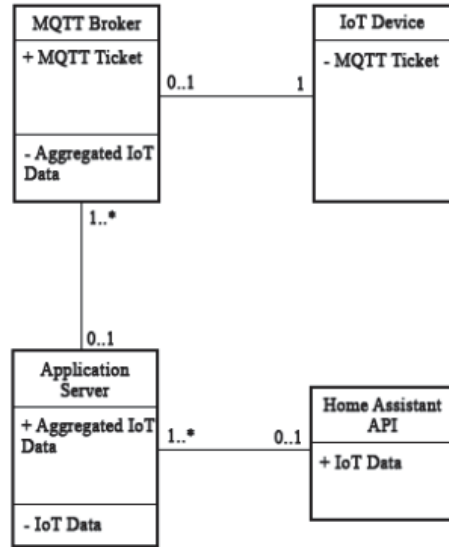 MQTT Broker
+ MQTT Ticket
- Aggregated IoT
Data
IoT Device
- MQTT Ticket
0..1
1
1..*
0..1
Application
Server
+ Aggregated IoT
Data
- IoT Data
1..*
0..1
Home Assistant
API
+ IoT Data